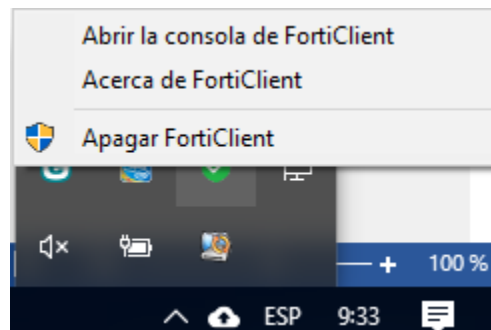 Abrir la consola de FortiClient
Acerca de FortiClient
Apagar FortiClient
100 %
ESP 9:33